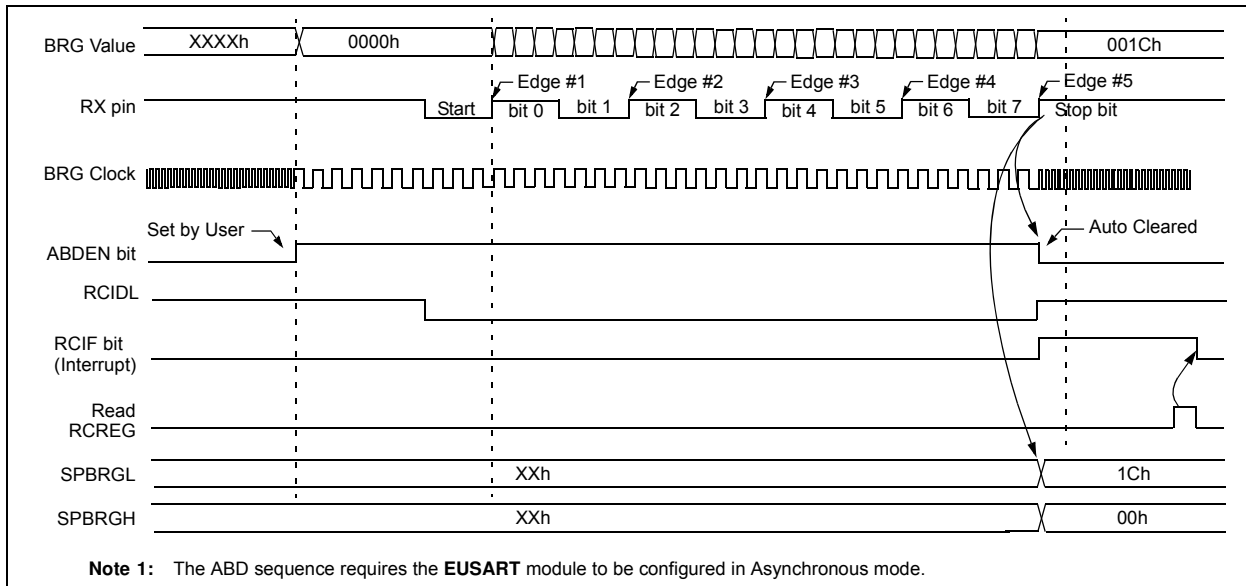 BRG Value XXXXh 0000h 001Ch
Edge #1 Edge #2 Edge #3 Edge #4 Edge #5
RX pin Start bit 0 bit 1 bit 2 bit 3 bit 4 bit 5 bit 6 bit 7 Stop bit
BRG Clock
Set by User Auto Cleared
ABDEN bit
RCIDL
RCIF bit
(Interrupt)
Read
RCREG
SPBRGL XXh 1Ch
SPBRGH XXh 00h
Note 1: The ABD sequence requires the EUSART module to be configured in Asynchronous mode.